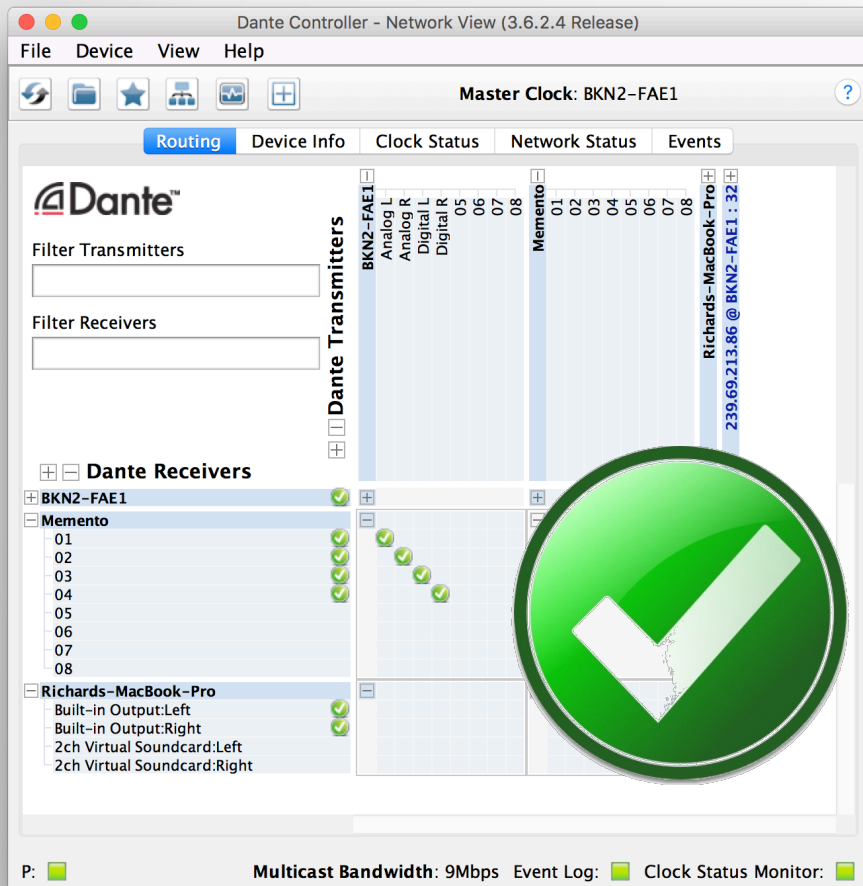 Dante Controller - Network View (3.6.2.4 Release)
File Device View Help
Master Clock: BKN2-FAE1
?
Routing Device Info Clock Status Network Status Events
Dante™
Filter Transmitters
Filter Receivers
Dante Transmitters
BKN2-FAE1
Analog L
Analog R
Digital L
Digital R
05
06
07
08
Memento
01
02
03
04
05
06
07
08
Richards-MacBook-Pro
239.69.213.86 @ BKN2-FAE1 : 32
Dante Receivers
BKN2-FAE1
Memento
01
02
03
04
05
06
07
08
Richards-MacBook-Pro
Built-in Output:Left
Built-in Output:Right
2ch Virtual Soundcard:Left
2ch Virtual Soundcard:Right
P: Multicast Bandwidth: 9Mbps Event Log: Clock Status Monitor: